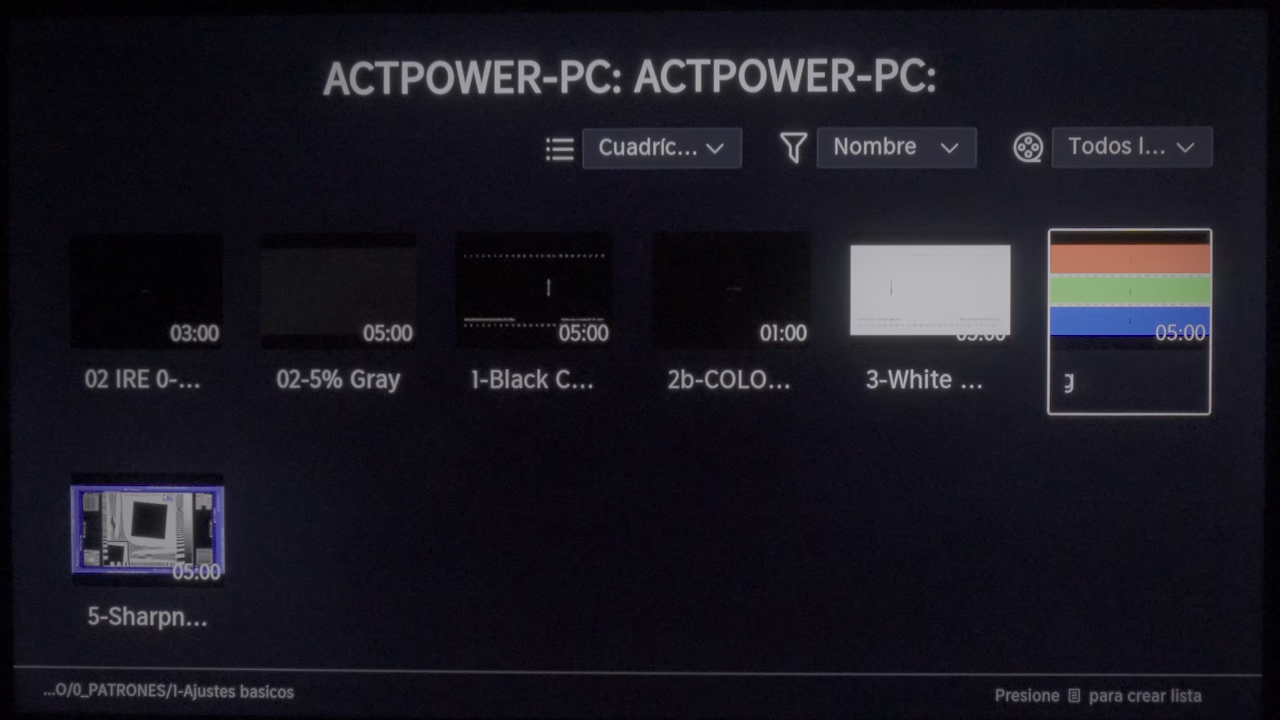 ACTPOWER-PC: ACTPOWER-PC:
Cuadríc... Nombre Todos l...
03:00 05:00 05:00 01:00 05:00 05:00
02 IRE 0-... 02-5% Gray 1-Black C... 2b-COLO... 3-White ... g
05:00
5-Sharpn...
...O/0_PATRONES/1-Ajustes basicos
Presione para crear lista